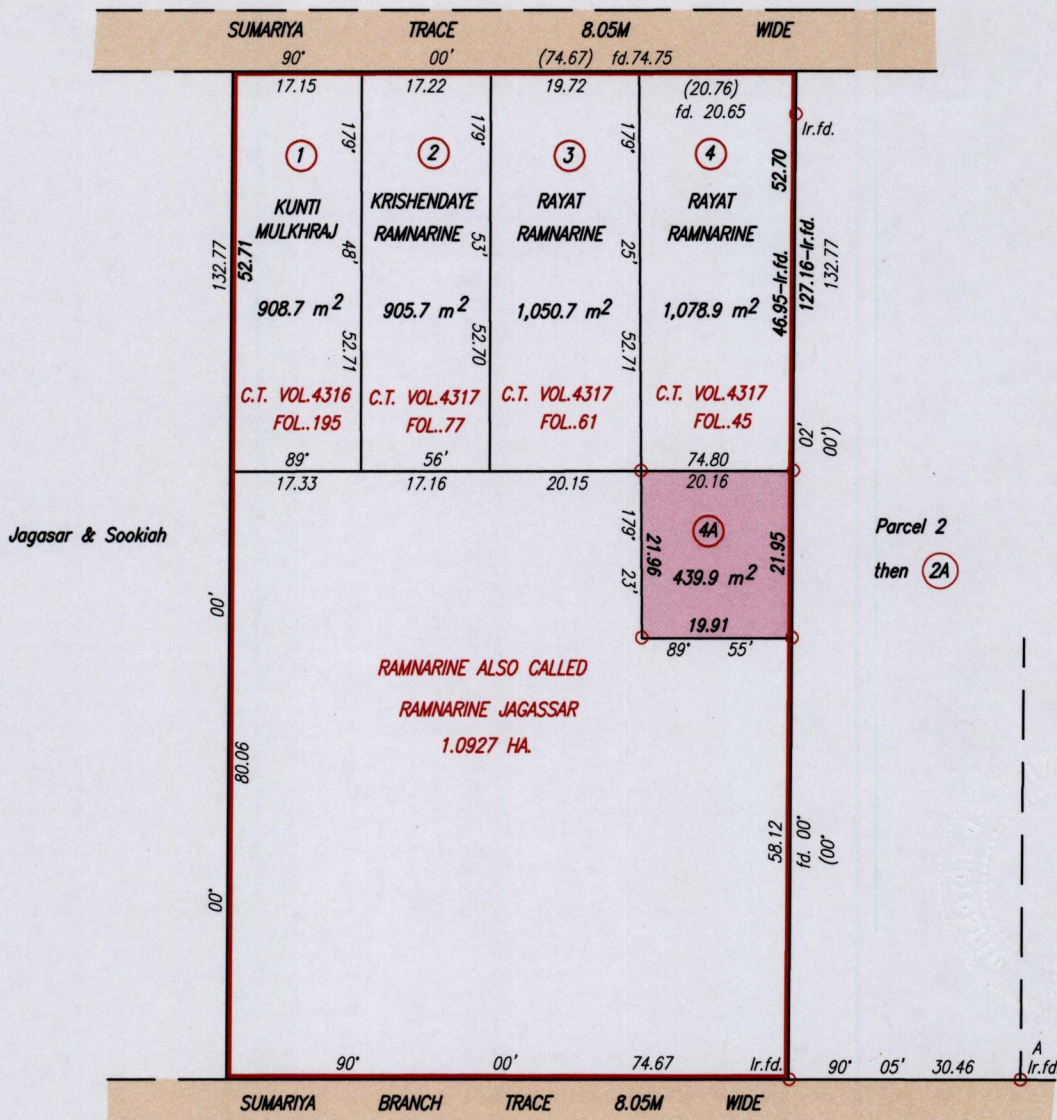 SUMARIYA TRACE 8.05M WIDE
90° 00' (74.67) fd.74.75
17.15 17.22 19.72 (20.76)
fd. 20.65
Ir.fd.
179° 179° 179°
1 2 3 4
52.70
KUNTI
MULKHRAJ
KRISHENDAYE
RAMNARINE
RAYAT
RAMNARINE
RAYAT
RAMNARINE
48' 53' 25'
132.77
52.71
46.95-Ir.fd.
127.16-Ir.fd.
132.77
908.7 m² 905.7 m² 1,050.7 m² 1,078.9 m²
52.71 52.70 52.71
C.T. VOL.4316
FOL..195
C.T. VOL.4317
FOL..77
C.T. VOL.4317
FOL..61
C.T. VOL.4317
FOL..45
02'
00')
89° 56' 74.80
17.33 17.16 20.15 20.16
Jagasar & Sookiah
179°
23'
21.96
4A
439.9 m²
21.95
19.91
89° 55'
Parcel 2
then 2A
00'
RAMNARINE ALSO CALLED
RAMNARINE JAGASSAR
1.0927 HA.
80.06
00°
58.12
fd. 00°
(00°
90° 00' 74.67 Ir.fd.
90° 05' 30.46
A
Ir.fd
SUMARIYA BRANCH TRACE 8.05M WIDE